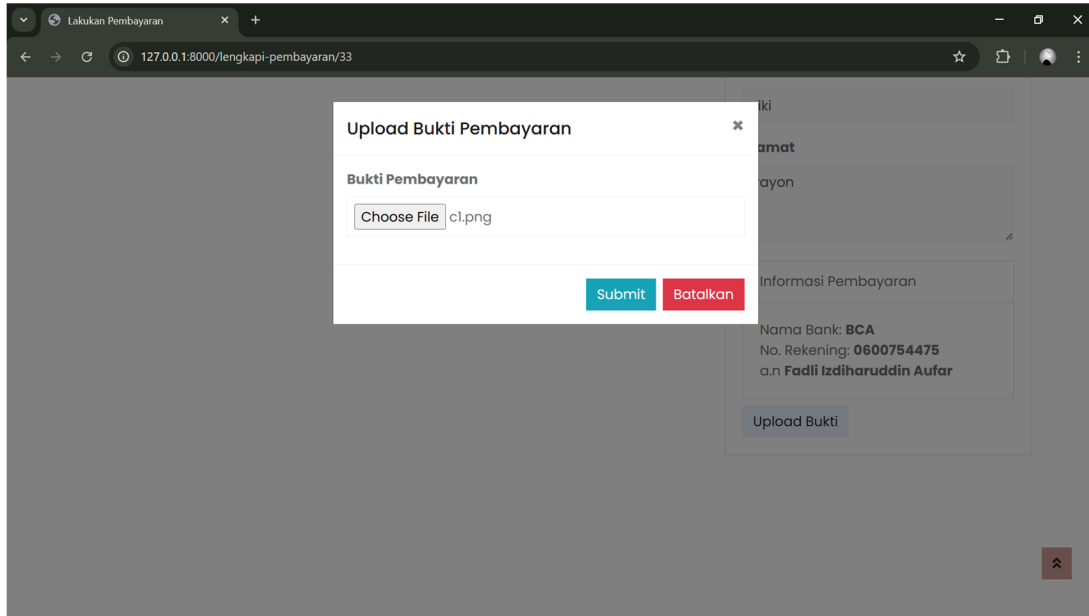 Lakukan Pembayaran
127.0.0.1:8000/lengkapi-pembayaran/33
Upload Bukti Pembayaran
Bukti Pembayaran
Choose File c1.png
Submit Batalkan
Informasi Pembayaran
Nama Bank: BCA
No. Rekening: 0600754475
a.n Fadli Izdiharuddin Aufar
Upload Bukti